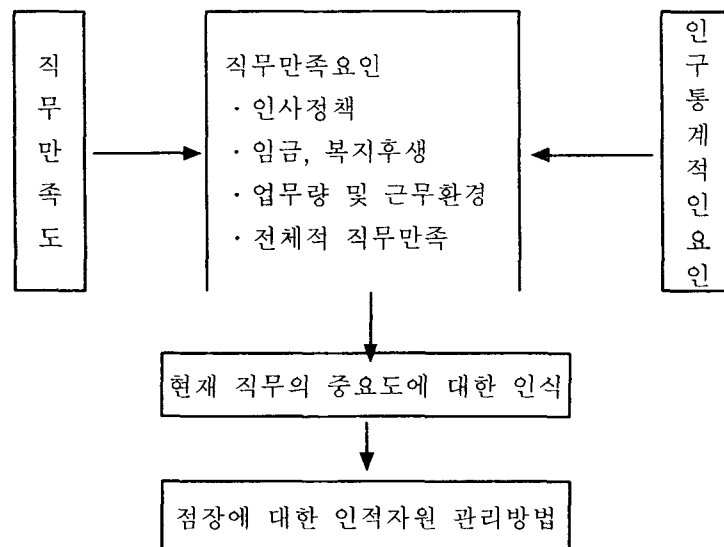 직무만족도
직무만족요인
· 인사정책
· 임금, 복지후생
· 업무량 및 근무환경
· 전체적 직무만족
인구통계적인요인
현재 직무의 중요도에 대한 인식
점장에 대한 인적자원 관리방법